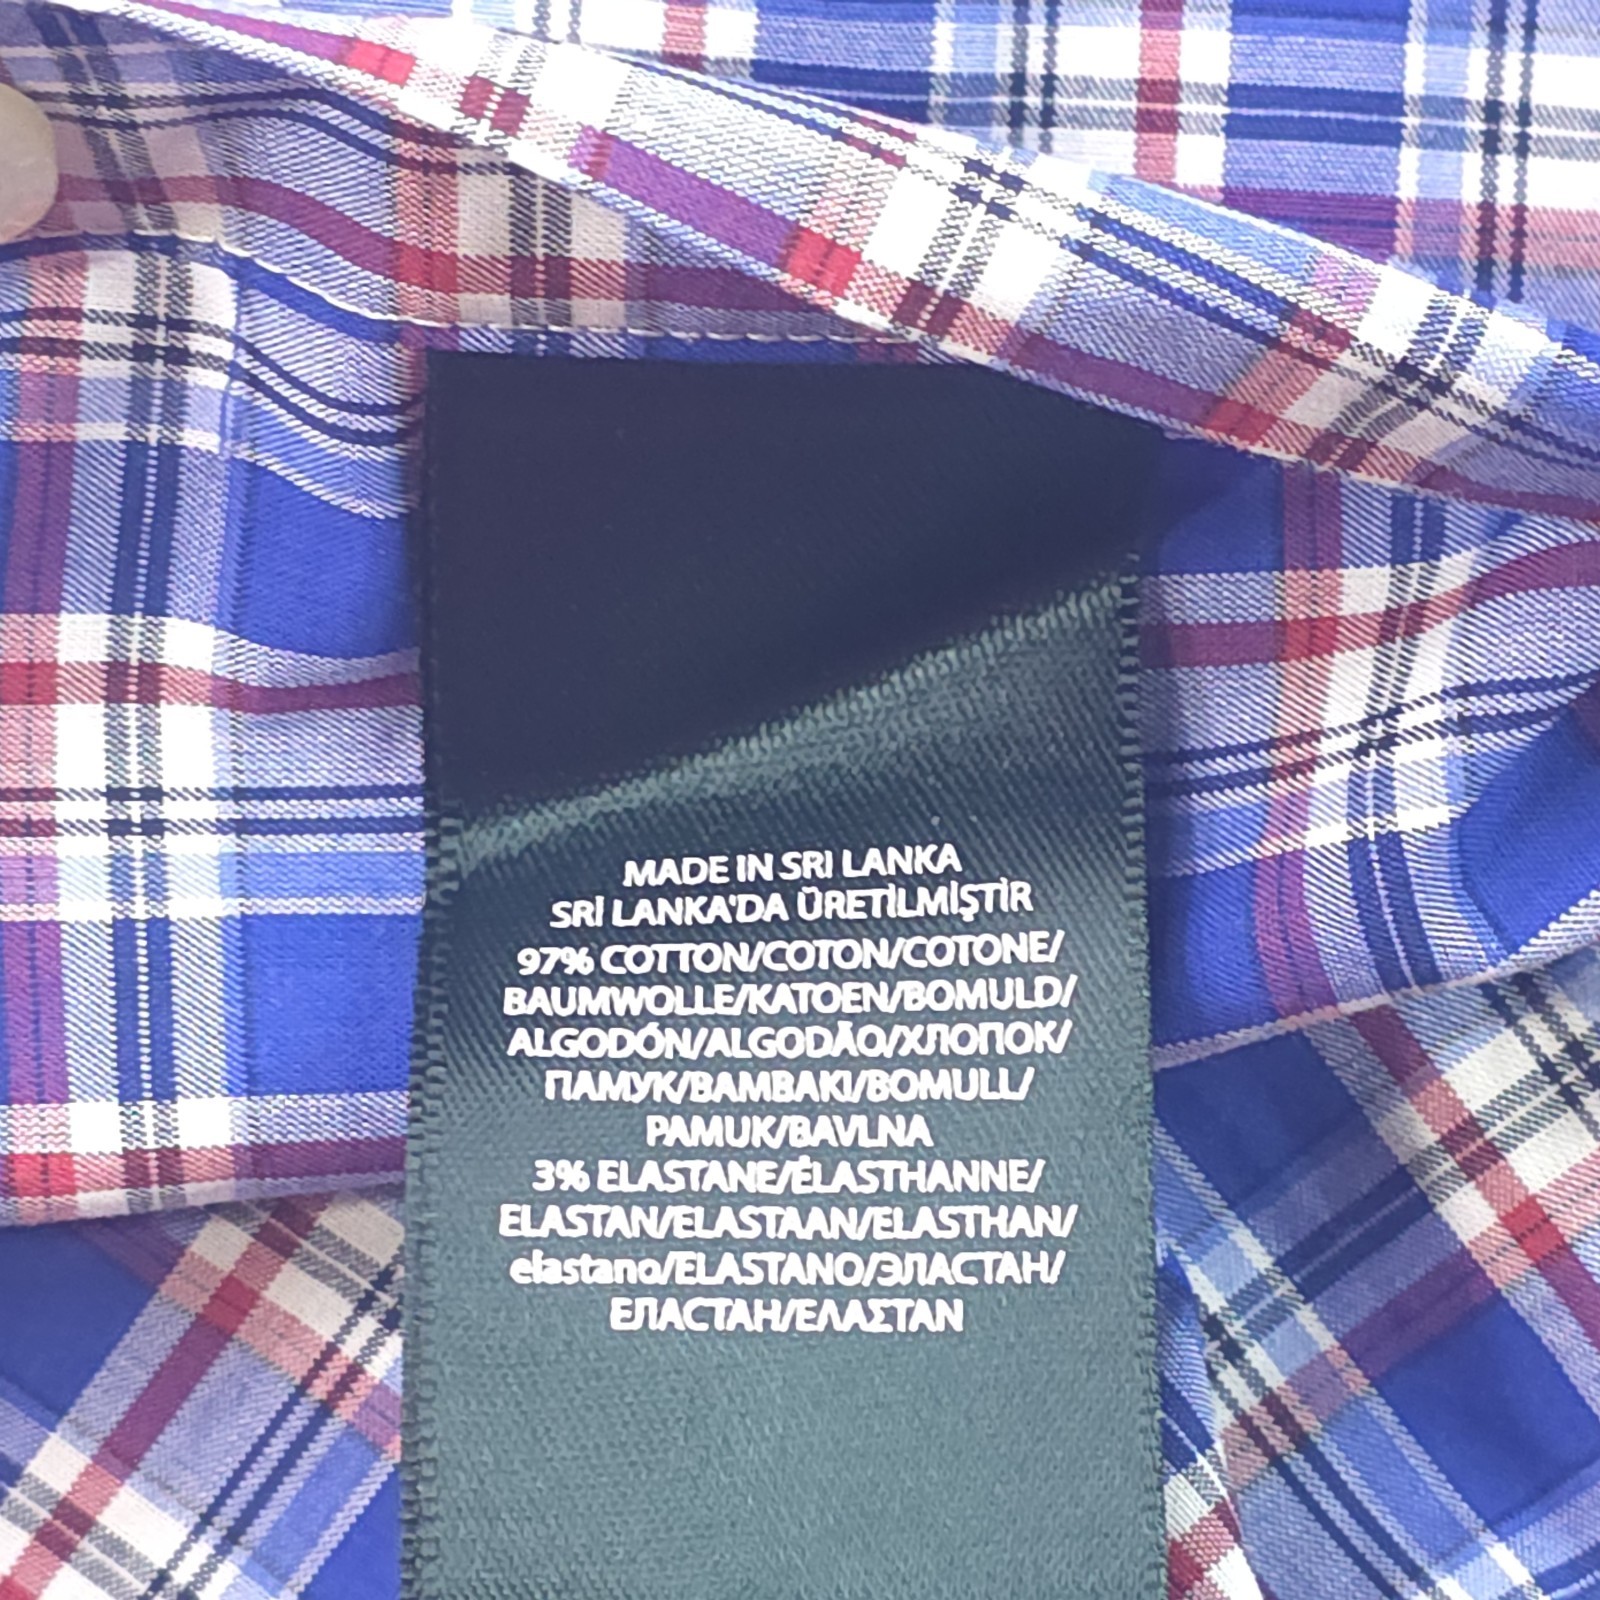 MADE IN SRI LANKA
SRİ LANKA'DA ÜRETİLMİŞTİR
97% COTTON/COTON/COTONE/
BAUMWOLLE/KATOEN/BOMULD/
ALGODÓN/ALGODÃO/ХЛОПОК/
ПАМУК/ΒΑΜΒΑΚΙ/BOMULL/
PAMUK/BAVLNA
3% ELASTANE/ÉLASTHANNE/
ELASTAN/ELASTAAN/ELASTHAN/
elastano/ELASTANO/ЭЛАСТАН/
ЕЛАСТАН/ΕΛΑΣΤΑΝ